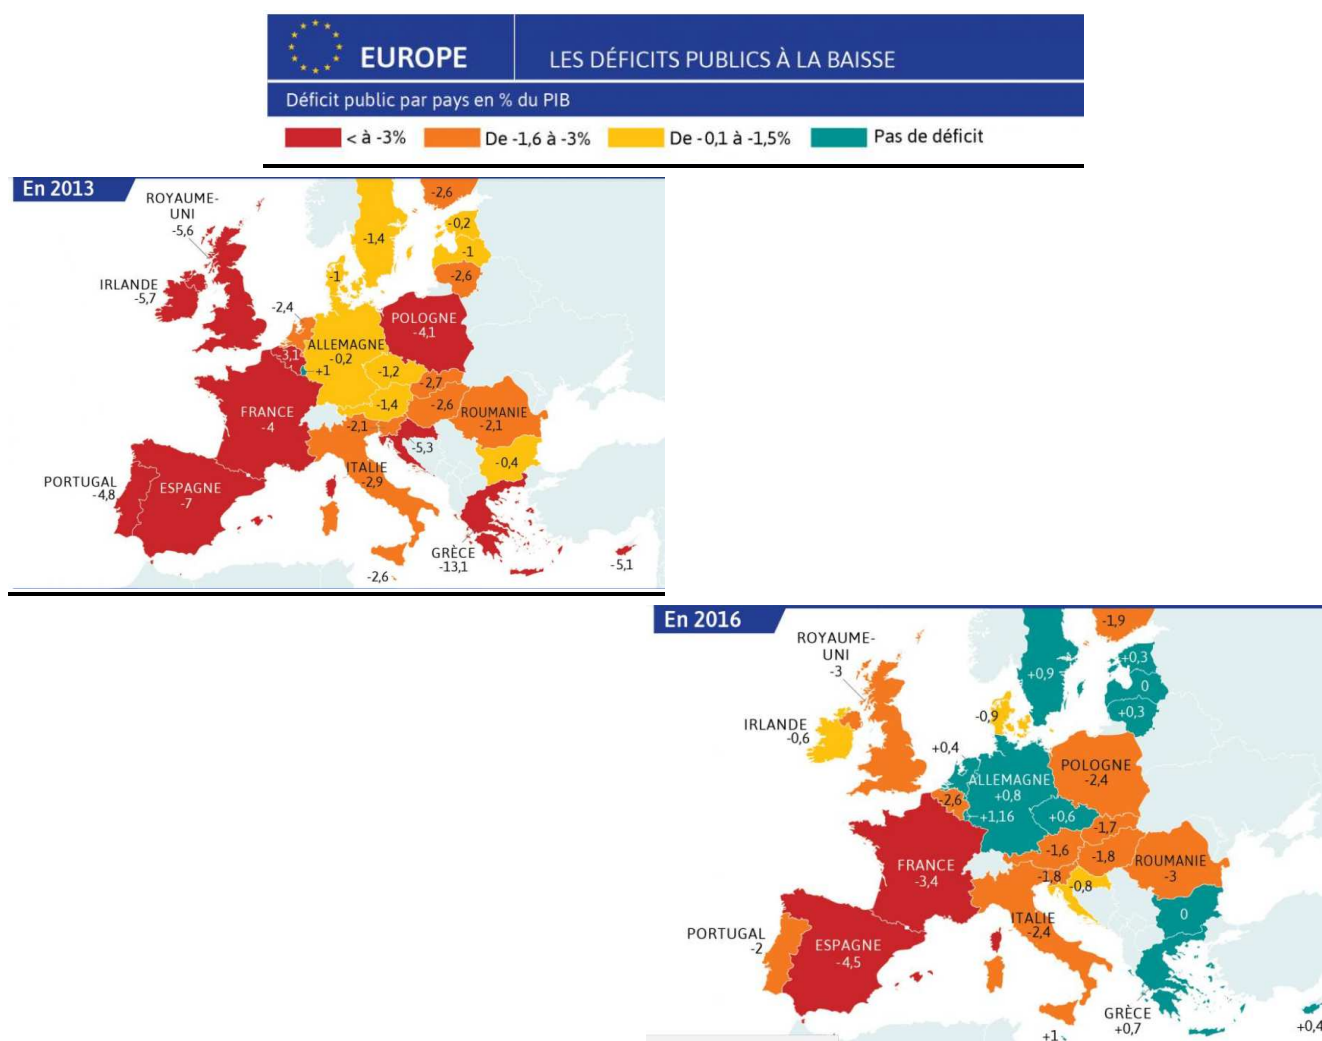 EUROPE
LES DÉFICITS PUBLICS À LA BAISSE
Déficit public par pays en % du PIB
< à -3%
De -1,6 à -3%
De -0,1 à -1,5%
Pas de déficit
En 2013
ROYAUME-
UNI
-5,6
-2,6
-0,2
-1,4
-1
-1
-2,6
IRLANDE
-5,7
-2,4
POLOGNE
-4,1
ALLEMAGNE
-0,2
-3,1
+1
-1,2
-2,7
-1,4
-2,6
ROUMANIE
-2,1
FRANCE
-4
-2,1
-5,3
-0,4
ITALIE
-2,9
PORTUGAL
-4,8
ESPAGNE
-7
GRÈCE
-13,1
-5,1
-2,6
En 2016
ROYAUME-
UNI
-3
-1,9
+0,3
+0,9
0
+0,3
-0,9
IRLANDE
-0,6
+0,4
POLOGNE
-2,4
ALLEMAGNE
+0,8
-2,6
+1,16
+0,6
-1,7
-1,6
-1,8
ROUMANIE
-3
FRANCE
-3,4
-1,8
-0,8
0
ITALIE
-2,4
PORTUGAL
-2
ESPAGNE
-4,5
GRÈCE
+0,7
+0,4
+1